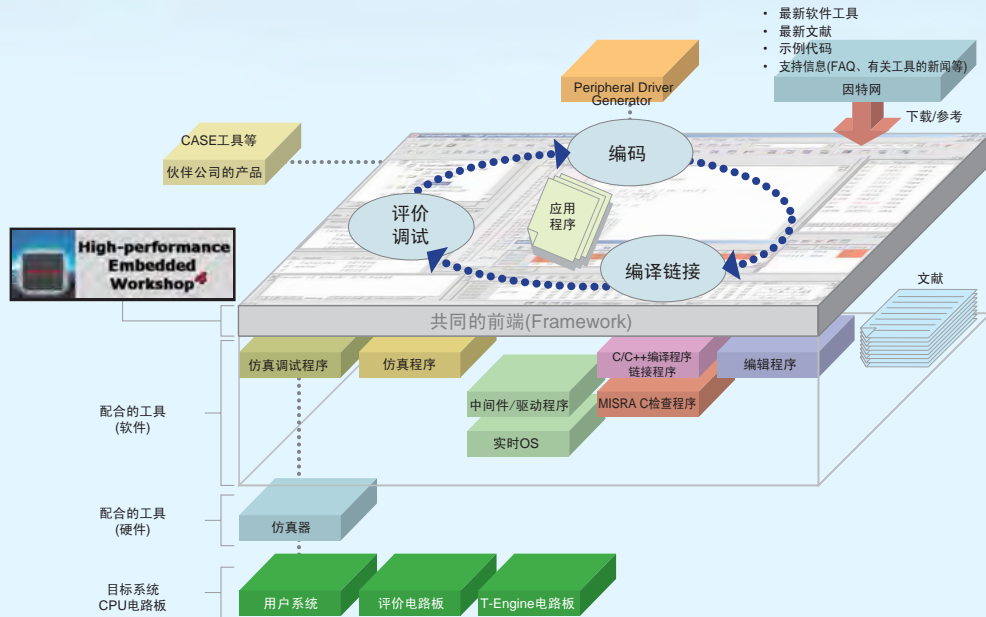 • 最新软件工具
• 最新文献
• 示例代码
• 支持信息(FAQ、有关工具的新闻等)
因特网
下载/参考
Peripheral Driver
Generator
CASE工具等
伙伴公司的产品
编码
评价
调试
应用
程序
编译链接
High-performance
Embedded
Workshop4
文献
共同的前端(Framework)
仿真调试程序
仿真程序
C/C++编译程序
链接程序
编辑程序
中间件/驱动程序
MISRA C检查程序
实时OS
配合的工具
(软件)
配合的工具
(硬件)
仿真器
目标系统
CPU电路板
用户系统
评价电路板
T-Engine电路板